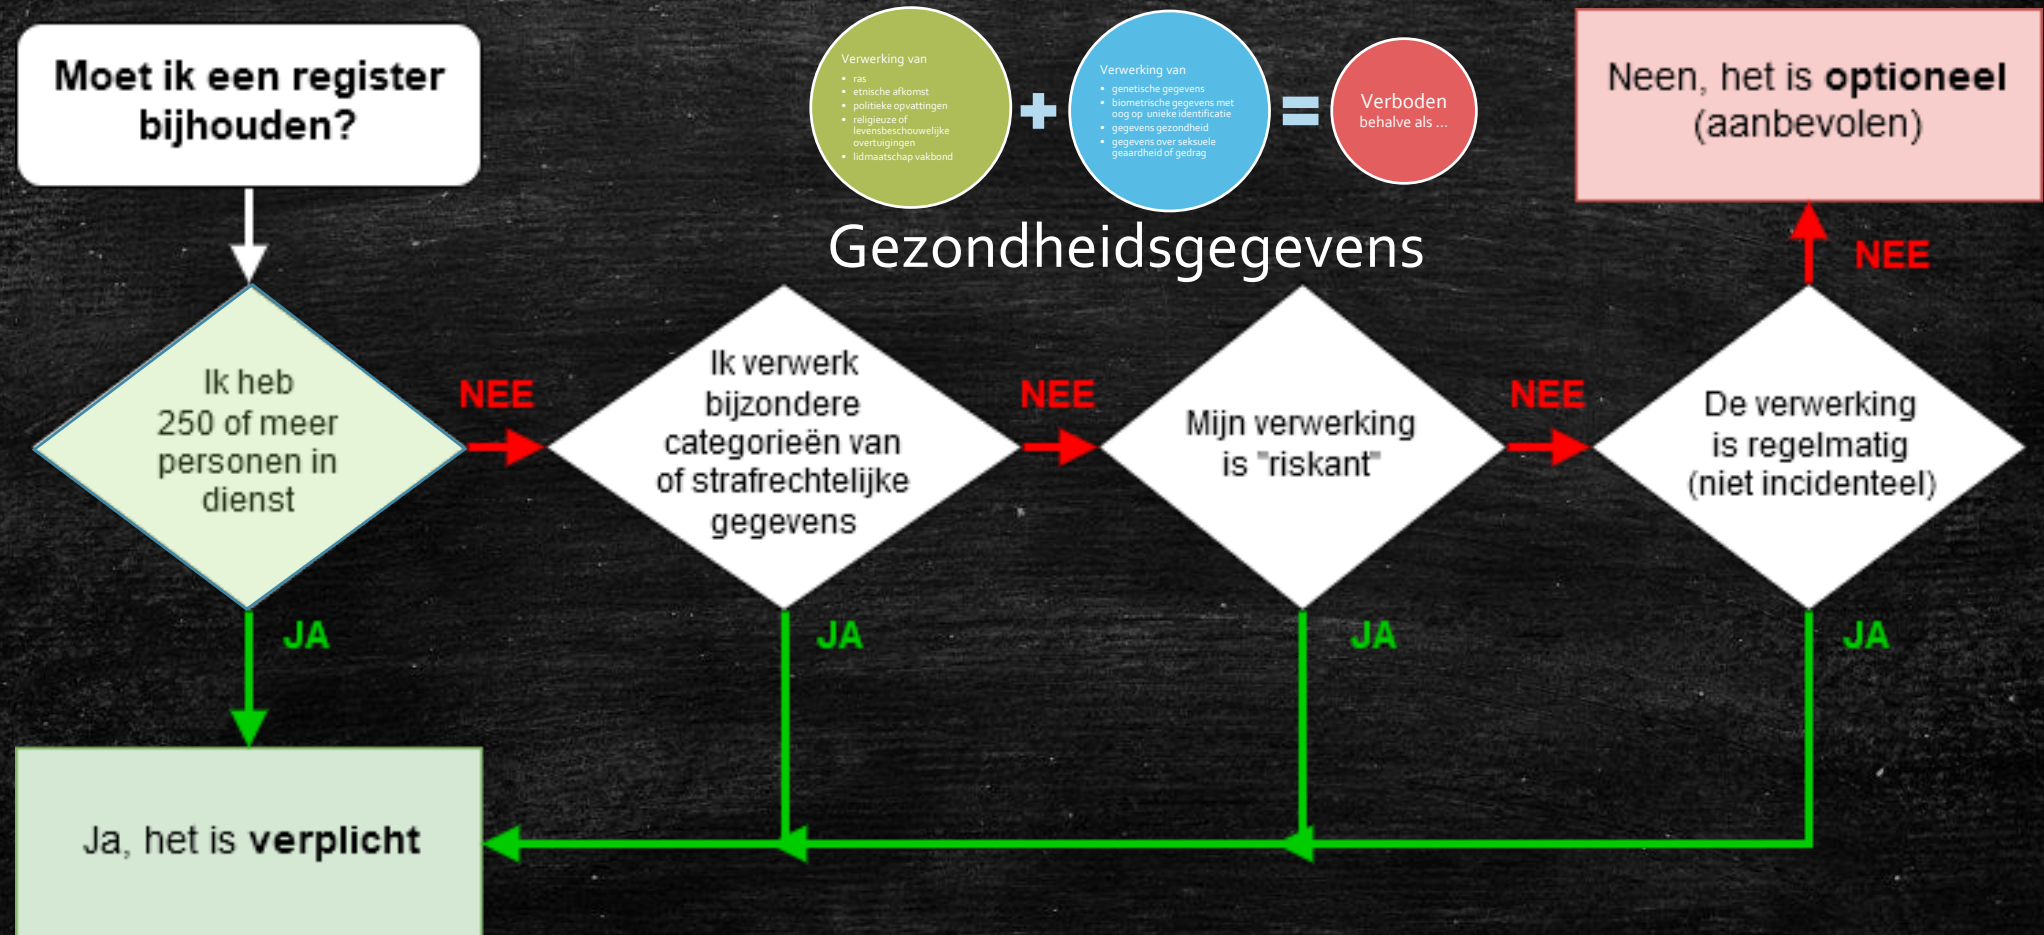 Moet ik een register
bijhouden?
Verwerking van
• ras
• etnische afkomst
• politieke opvattingen
• religieuze of
levensbeschouwelijke
overtuigingen
• lidmaatschap vakbond
+
Verwerking van
• genetische gegevens
• biometrische gegevens met
oog op unieke identificatie
• gegevens gezondheid
• gegevens over seksuele
geaardheid of gedrag
=
Verboden
behalve als ...
Neen, het is optioneel
(aanbevolen)
Gezondheidsgegevens
NEE
Ik heb
250 of meer
personen in
dienst
NEE
Ik verwerk
bijzondere
categorieën van
of strafrechtelijke
gegevens
NEE
Mijn verwerking
is "riskant"
NEE
De verwerking
is regelmatig
(niet incidenteel)
JA
JA
JA
JA
Ja, het is verplicht